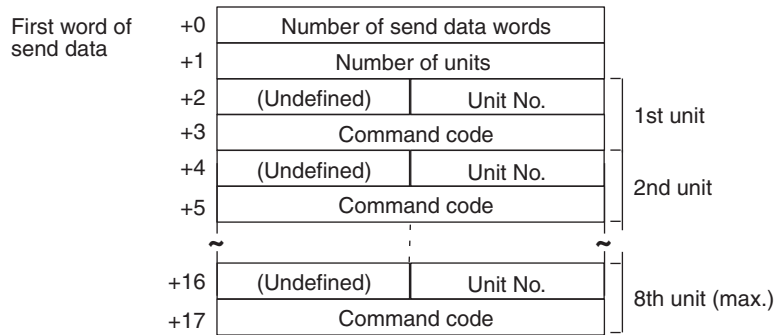 First word of
send data
+0 Number of send data words
+1 Number of units
+2 (Undefined) Unit No.
+3 Command code
1st unit
+4 (Undefined) Unit No.
+5 Command code
2nd unit
~ ~
+16 (Undefined) Unit No.
+17 Command code
8th unit (max.)